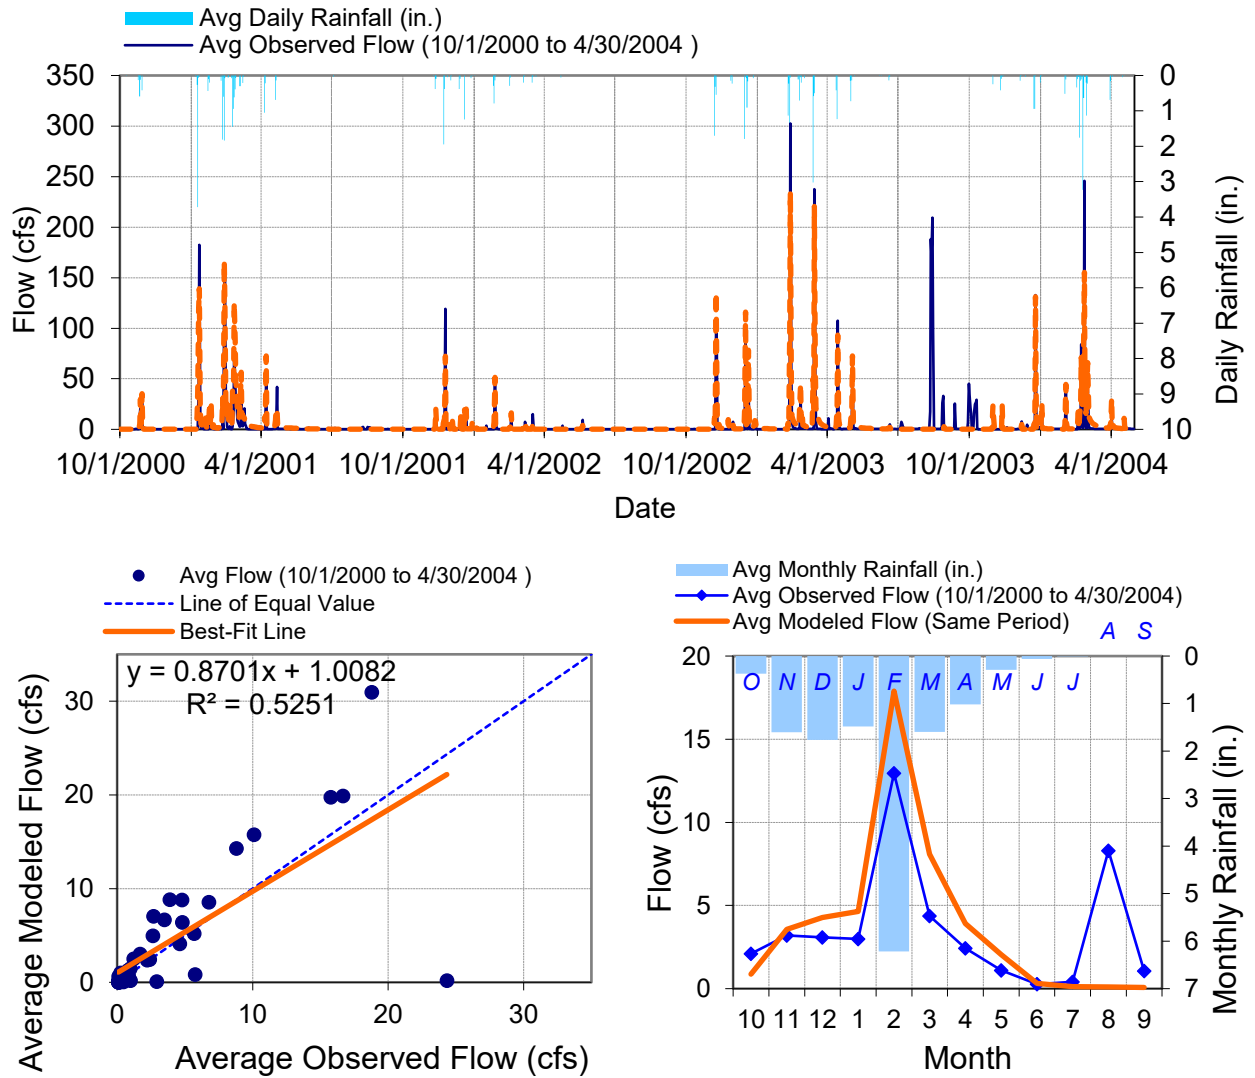 Avg Daily Rainfall (in.)
Avg Observed Flow (10/1/2000 to 4/30/2004 )
350
300
250
200
150
100
50
0
Flow (cfs)
0
1
2
3
4
5
6
7
8
9
10
Daily Rainfall (in.)
10/1/2000
4/1/2001
10/1/2001
4/1/2002
10/1/2002
4/1/2003
10/1/2003
4/1/2004
Date
Avg Flow (10/1/2000 to 4/30/2004 )
Line of Equal Value
Best-Fit Line
y = 0.8701x + 1.0082
R² = 0.5251
30
20
10
0
Average Modeled Flow (cfs)
0
10
20
30
Average Observed Flow (cfs)
Avg Monthly Rainfall (in.)
Avg Observed Flow (10/1/2000 to 4/30/2004)
Avg Modeled Flow (Same Period)
A S
O N D J F M A M J J
20
15
10
5
0
Flow (cfs)
0
1
2
3
4
5
6
7
Monthly Rainfall (in.)
10 11 12 1 2 3 4 5 6 7 8 9
Month